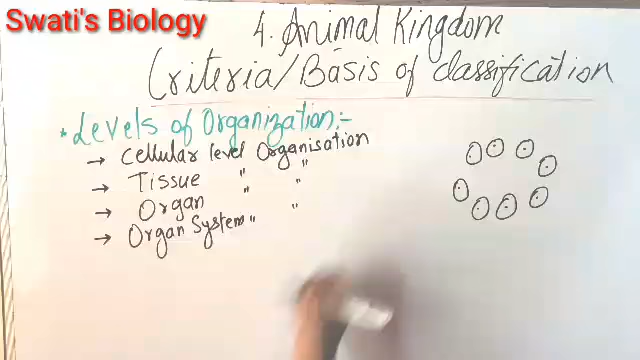 Swati's Biology
4. Animal Kingdom
Criteria/Basis of classification
* Levels of Organization:-
→ Cellular level Organisation
→ Tissue " "
→ Organ " "
→ Organ System " "